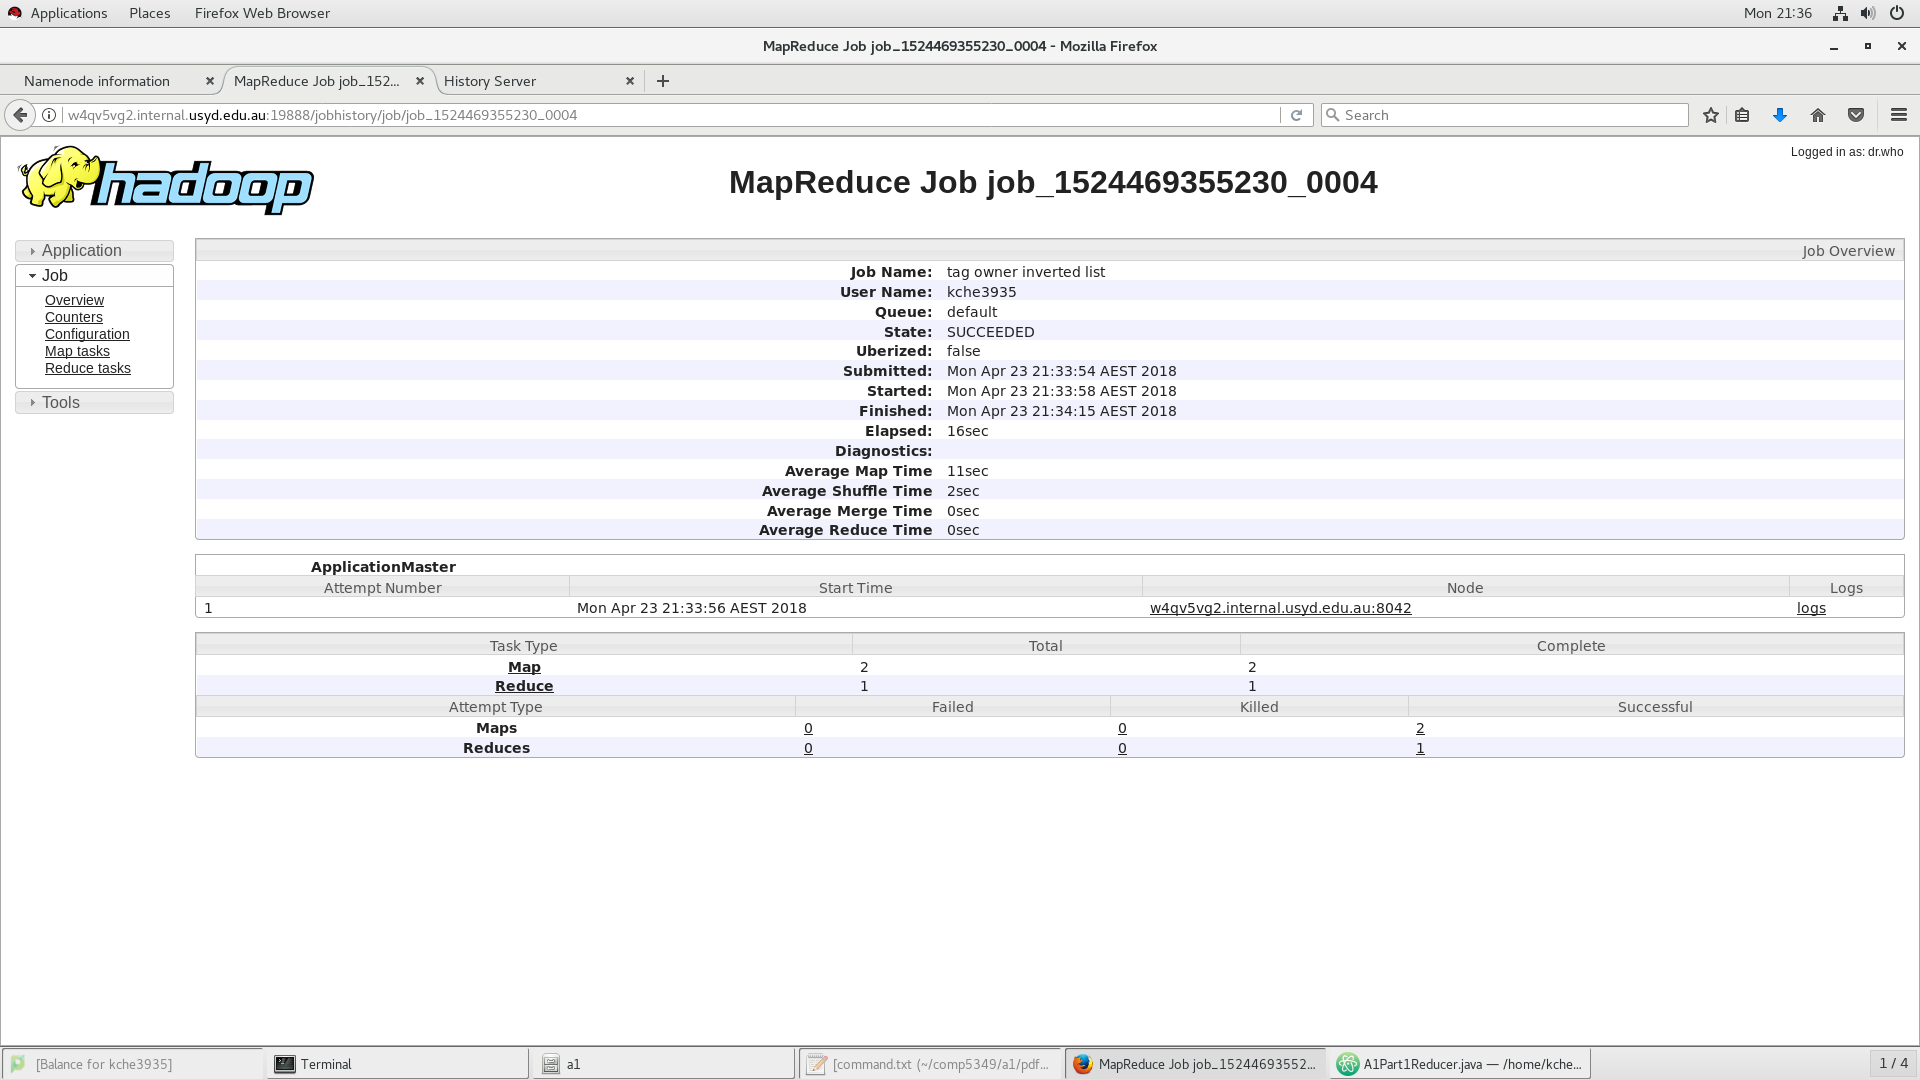 Applications Places Firefox Web Browser Mon 21:36
MapReduce Job job_1524469355230_0004 - Mozilla Firefox
Namenode information MapReduce Job job_152... History Server
w4qv5vg2.internal.usyd.edu.au:19888/jobhistory/job/job_1524469355230_0004 Search
Logged in as: dr.who
hadoop
MapReduce Job job_1524469355230_0004
Application
Job
Overview
Counters
Configuration
Map tasks
Reduce tasks
Tools
Job Overview
Job Name: tag owner inverted list
User Name: kche3935
Queue: default
State: SUCCEEDED
Uberized: false
Submitted: Mon Apr 23 21:33:54 AEST 2018
Started: Mon Apr 23 21:33:58 AEST 2018
Finished: Mon Apr 23 21:34:15 AEST 2018
Elapsed: 16sec
Diagnostics:
Average Map Time 11sec
Average Shuffle Time 2sec
Average Merge Time 0sec
Average Reduce Time 0sec
ApplicationMaster
Attempt Number Start Time Node Logs
1 Mon Apr 23 21:33:56 AEST 2018 w4qv5vg2.internal.usyd.edu.au:8042 logs
Task Type Total Complete
Map 2 2
Reduce 1 1
Attempt Type Failed Killed Successful
Maps 0 0 2
Reduces 0 0 1
[Balance for kche3935] Terminal a1 [command.txt (~/comp5349/a1/pdf... MapReduce Job job_15244693552... A1Part1Reducer.java — /home/kche... 1 / 4